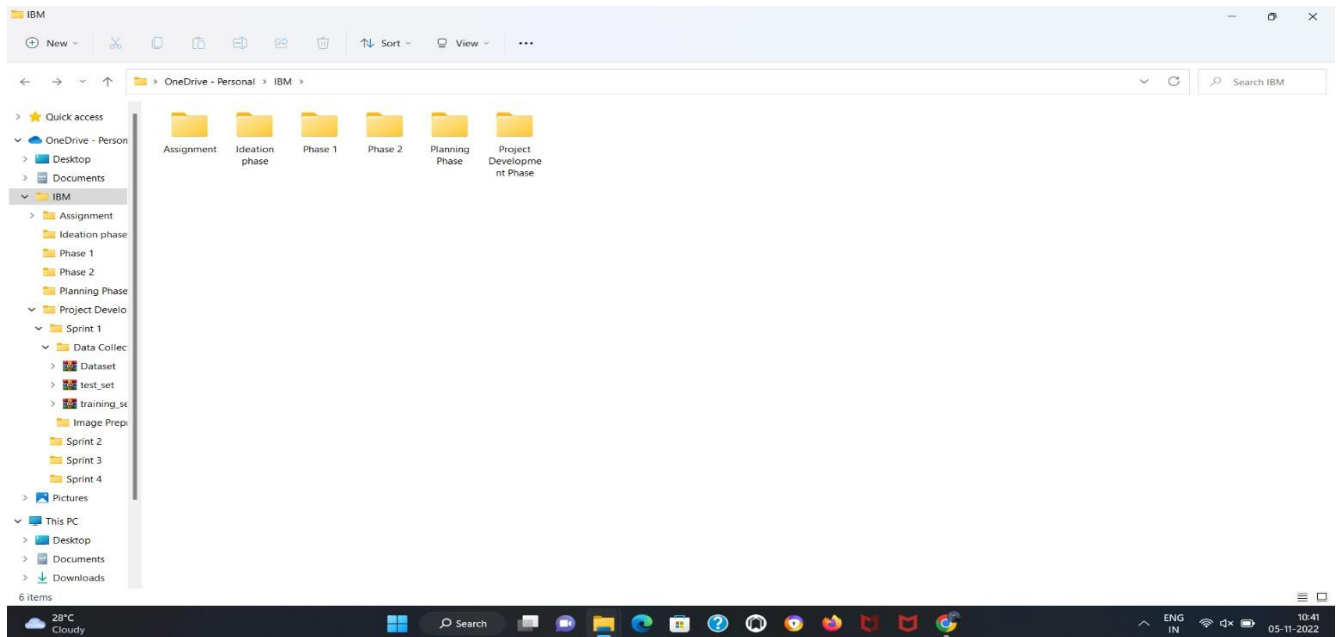 IBM
New
Sort
View
OneDrive - Personal > IBM >
Search IBM
Quick access
OneDrive - Person
Desktop
Documents
IBM
Assignment
Ideation phase
Phase 1
Phase 2
Planning Phase
Project Develo
Sprint 1
Data Collec
Dataset
test_set
training_se
Image Prep
Sprint 2
Sprint 3
Sprint 4
Pictures
This PC
Desktop
Documents
Downloads
Assignment
Ideation
phase
Phase 1
Phase 2
Planning
Phase
Project
Developme
nt Phase
6 items
28°C
Cloudy
Search
ENG
IN
10:41
05-11-2022